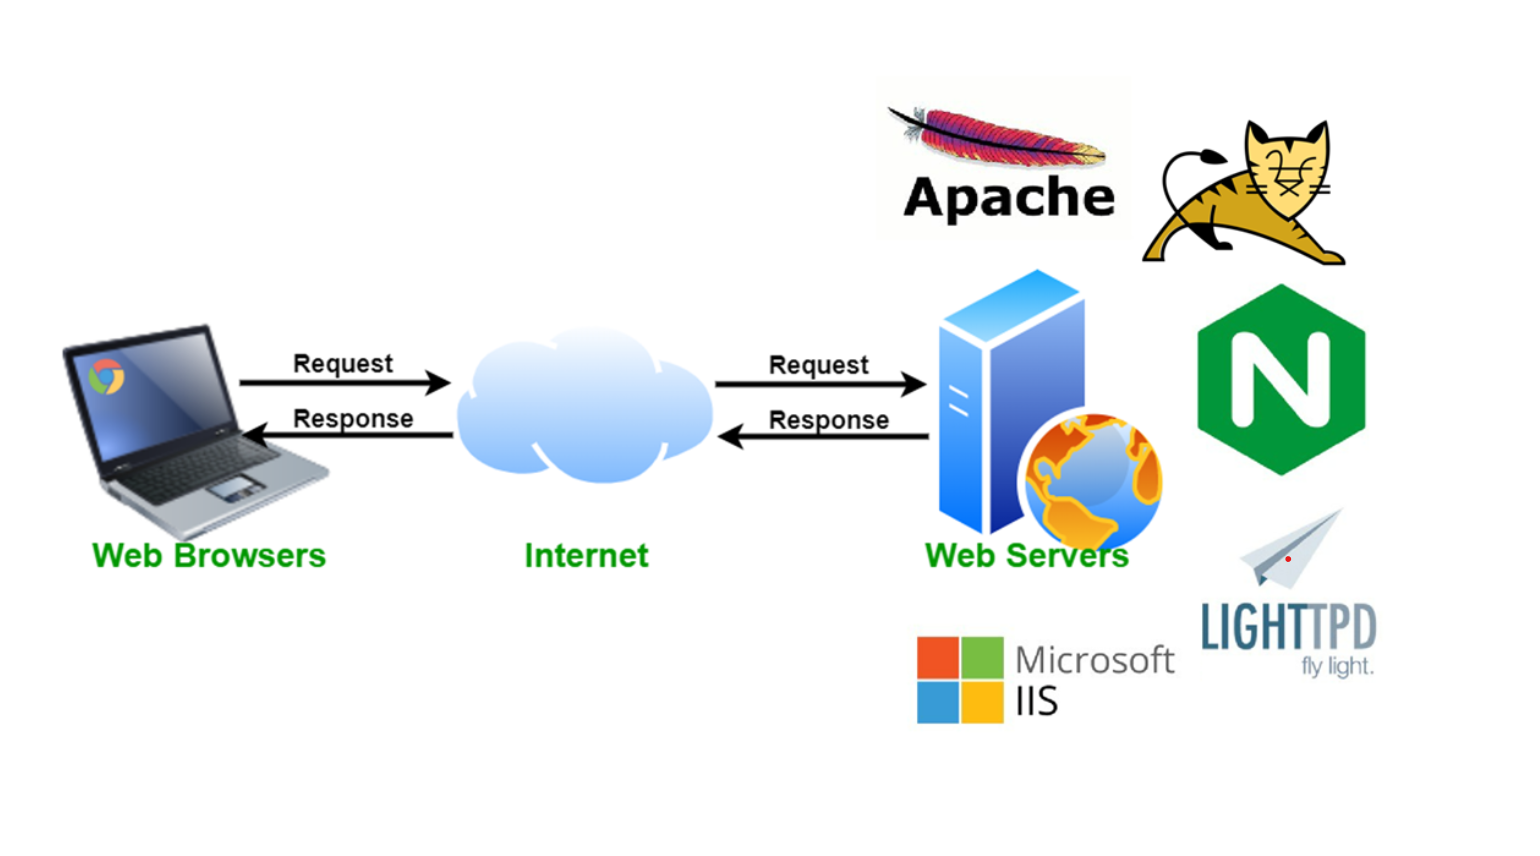 Apache
Request
Response
Request
Response
N
Web Browsers
Internet
Web Servers
LIGHTTPD
fly light.
Microsoft
IIS